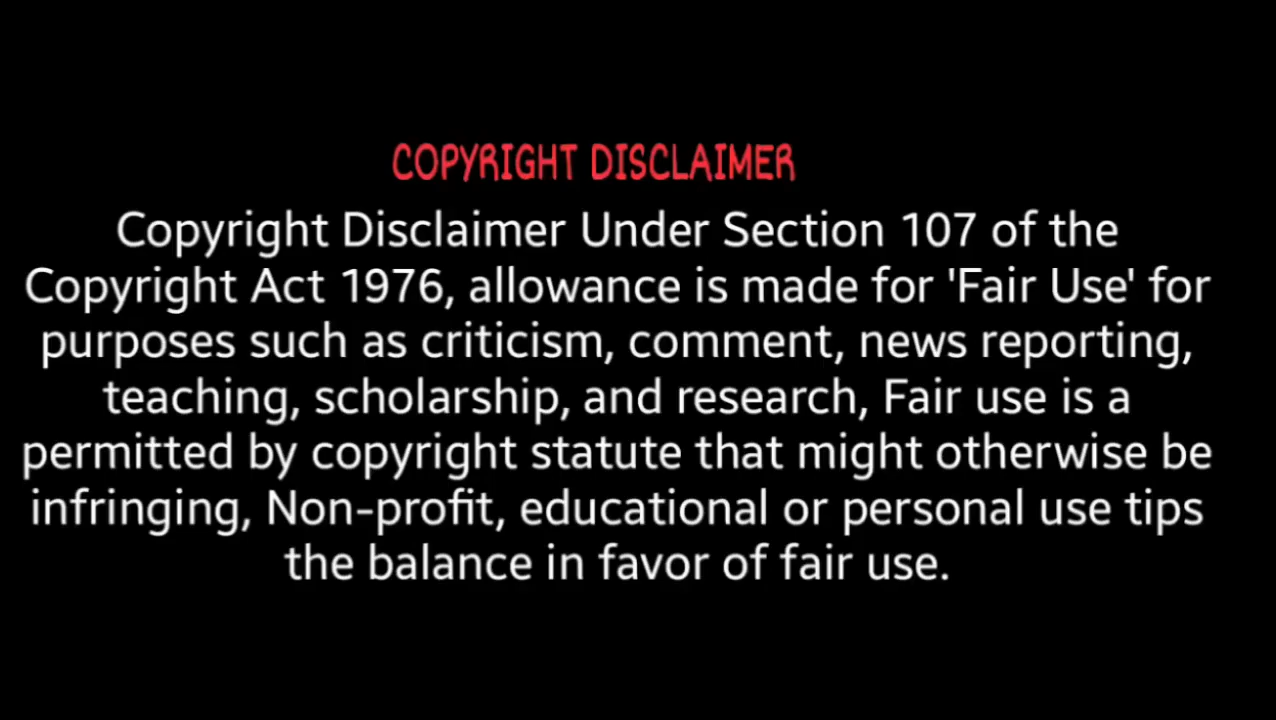 COPYRIGHT DISCLAIMER
Copyright Disclaimer Under Section 107 of the
Copyright Act 1976, allowance is made for 'Fair Use' for
purposes such as criticism, comment, news reporting,
teaching, scholarship, and research, Fair use is a
permitted by copyright statute that might otherwise be
infringing, Non-profit, educational or personal use tips
the balance in favor of fair use.